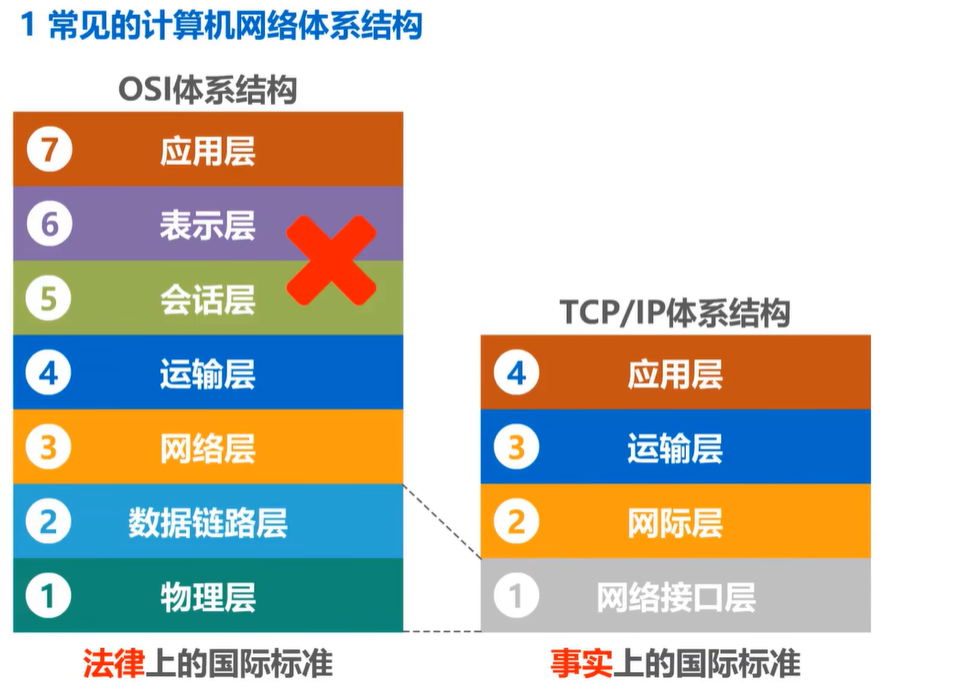 1 常见的计算机网络体系结构
OSI体系结构
7 应用层
6 表示层
5 会话层
4 运输层
3 网络层
2 数据链路层
1 物理层
法律上的国际标准
TCP/IP体系结构
4 应用层
3 运输层
2 网际层
1 网络接口层
事实上的国际标准